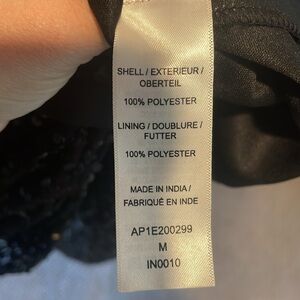 SHELL / EXTERIEUR /
OBERTEIL
100% POLYESTER
LINING / DOUBLURE /
FUTTER
100% POLYESTER
MADE IN INDIA /
FABRIQUÉ EN INDE
AP1E200299
M
IN0010